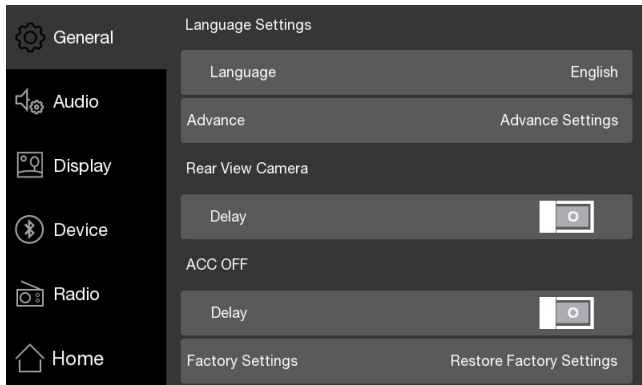 General
Audio
Display
Device
Radio
Home
Language Settings
Language English
Advance Advance Settings
Rear View Camera
Delay O
ACC OFF
Delay O
Factory Settings Restore Factory Settings